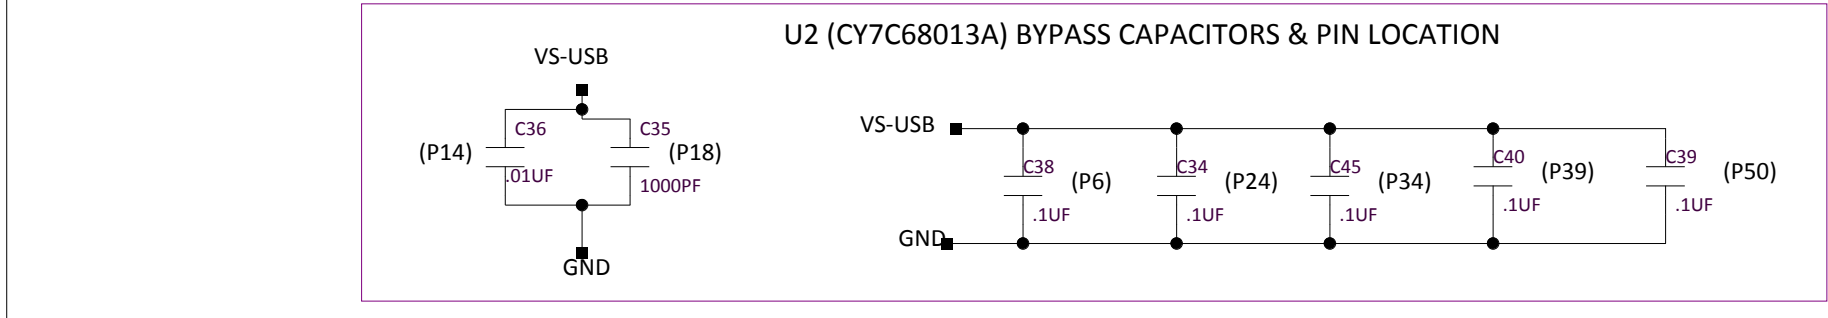 U2 (CY7C68013A) BYPASS CAPACITORS & PIN LOCATION
VS-USB
C36
C35
(P14)
(P18)
.01UF
1000PF
GND
VS-USB
C38
C34
C45
C40
C39
(P6)
(P24)
(P34)
(P39)
(P50)
.1UF
.1UF
.1UF
.1UF
.1UF
GND